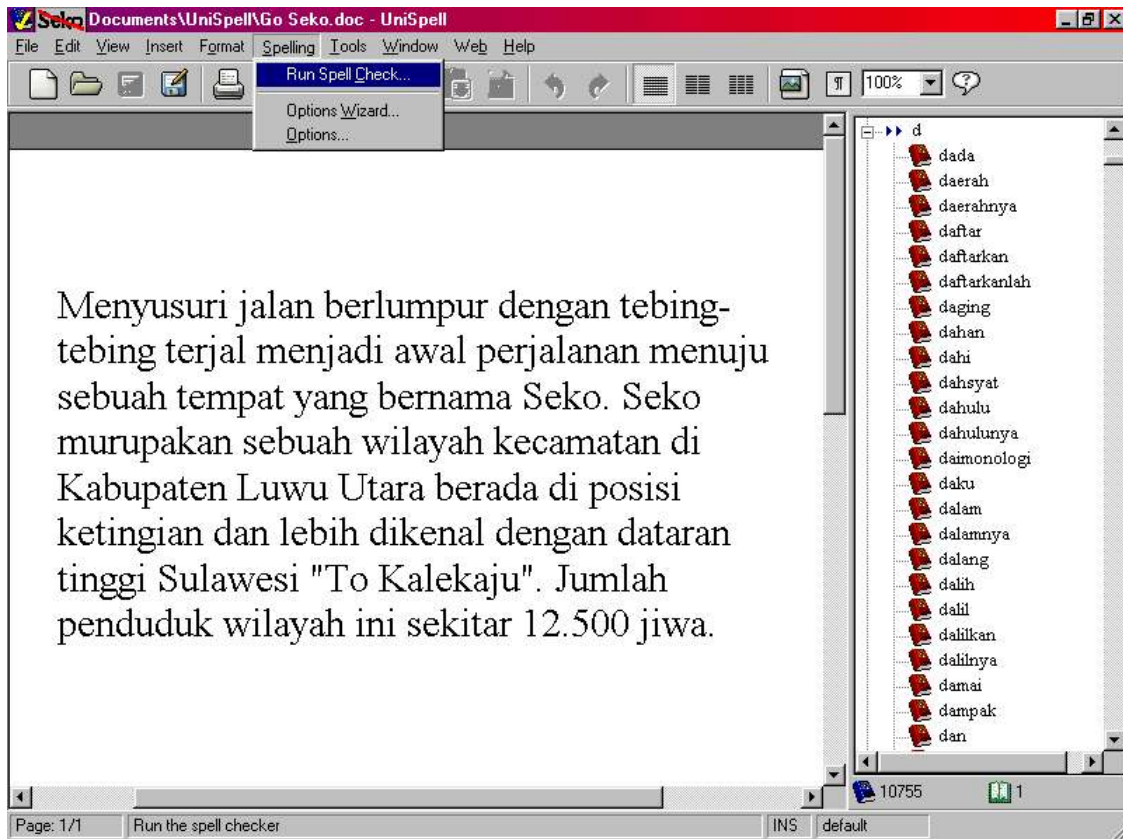 Seko Documents\UniSpell\Go Seko.doc - UniSpell
File Edit View Insert Format Spelling Tools Window Web Help
Run Spell Check...
Options Wizard...
Options...
100%
Menyusuri jalan berlumpur dengan tebing-
tebing terjal menjadi awal perjalanan menuju
sebuah tempat yang bernama Seko. Seko
murupakan sebuah wilayah kecamatan di
Kabupaten Luwu Utara berada di posisi
ketingian dan lebih dikenal dengan dataran
tinggi Sulawesi "To Kalekaju". Jumlah
penduduk wilayah ini sekitar 12.500 jiwa.
d
dada
daerah
daerahnya
daftar
daftarkan
daftarkanlah
daging
dahan
dahi
dahsyat
dahulu
dahulunya
daimonologi
daku
dalam
dalamnya
dalang
dalih
dalil
dalilkan
dalilnya
damai
dampak
dan
10755 1
Page: 1/1 Run the spell checker INS default